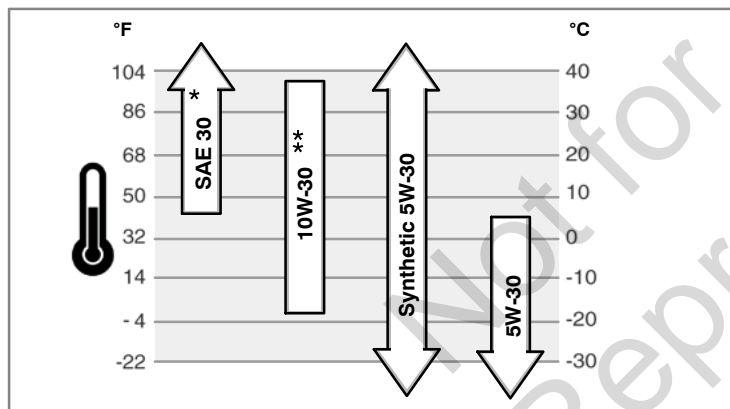 °F °C
104 40
86 30
68 20
50 10
32 0
14 -10
- 4 -20
-22 -30
SAE 30 *
10W-30 **
Synthetic 5W-30
5W-30
Not for
Repr